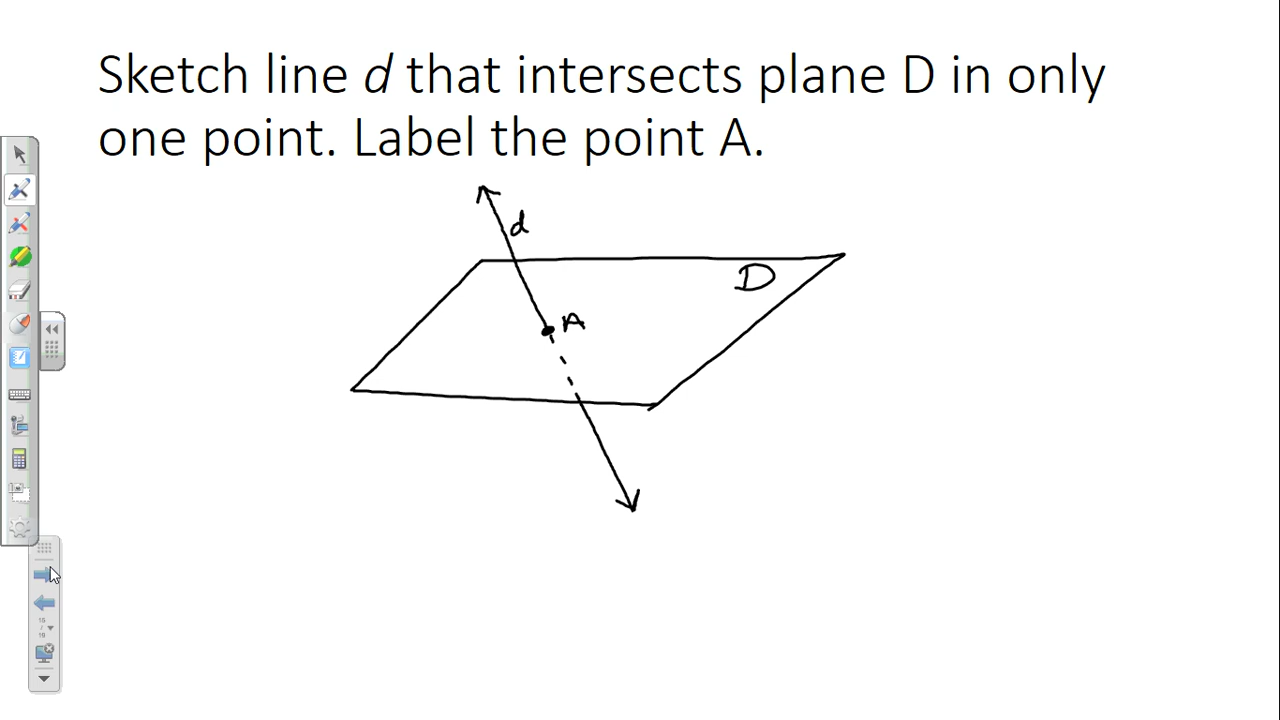 Sketch line d that intersects plane D in only
one point. Label the point A.
d
D
A